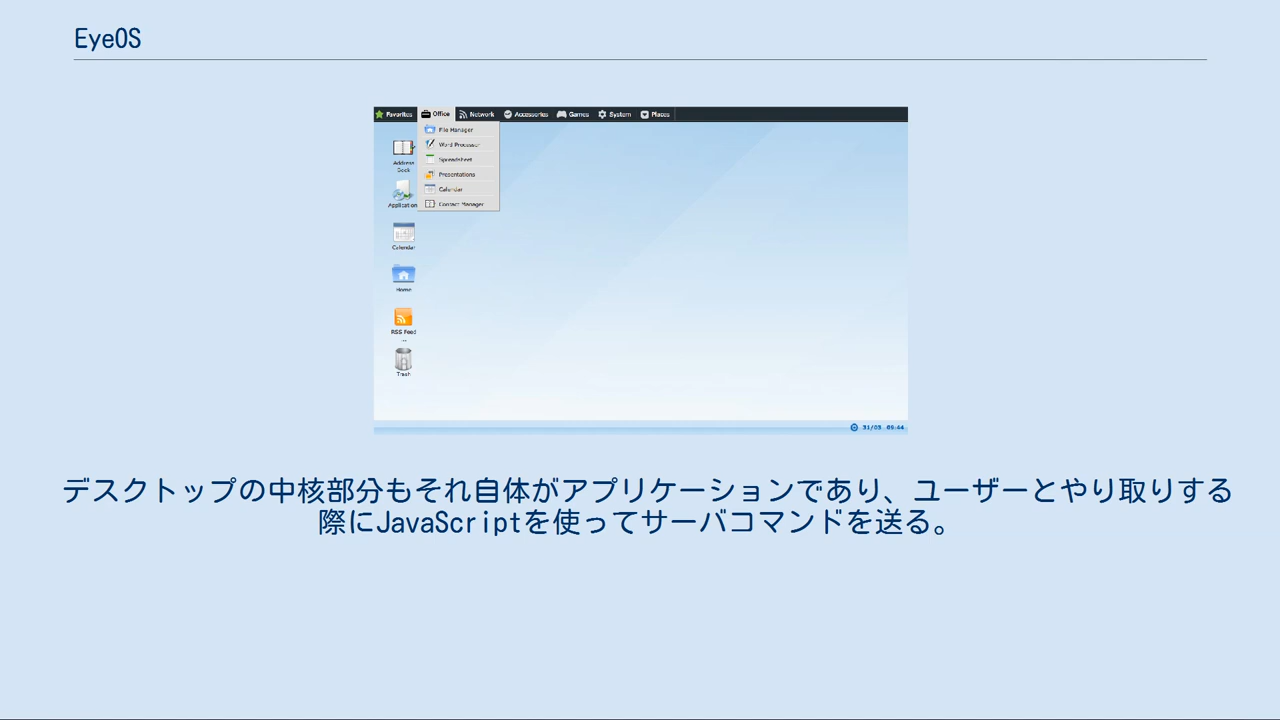 EyeOS
Favorites Office Network Accessories Games System Places
File Manager
Word Processor
Spreadsheet
Presentations
Calendar
Contact Manager
Address
Book
Application
Calendar
Home
RSS Feed
...
Trash
31/03 09:44
デスクトップの中核部分もそれ自体がアプリケーションであり、ユーザーとやり取りする
際にJavaScriptを使ってサーバコマンドを送る。